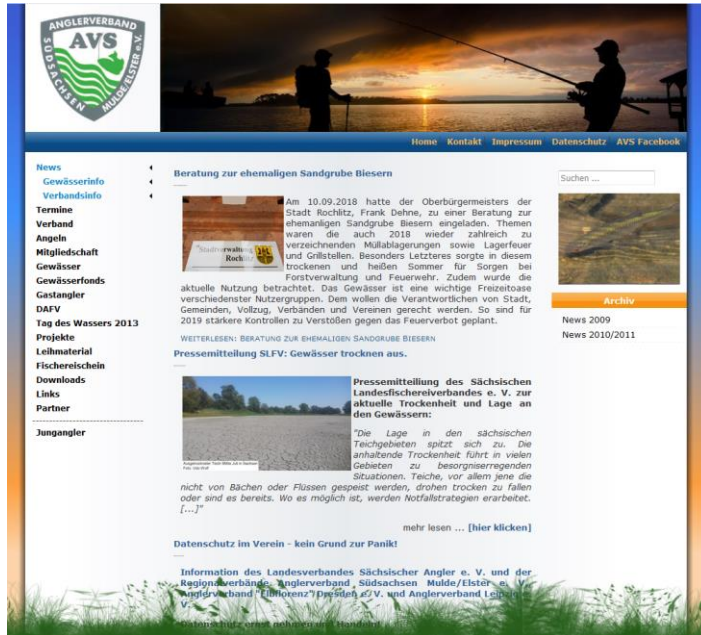 ANGLERVERBAND
AVS
SÜDSACHSEN MULDE/ELSTER e.V.
Home Kontakt Impressum Datenschutz AVS Facebook
News
Gewässerinfo
Verbandsinfo
Termine
Verband
Angeln
Mitgliedschaft
Gewässer
Gewässerfonds
Gastangler
DAFV
Tag des Wassers 2013
Projekte
Leihmaterial
Fischereischein
Downloads
Links
Partner
Jungangler
Beratung zur ehemaligen Sandgrube Biesern
Stadtverwaltung
Rochlitz
Am 10.09.2018 hatte der Oberbürgermeisters der
Stadt Rochlitz, Frank Dehne, zu einer Beratung zur
ehemanligen Sandgrube Biesern eingeladen. Themen
waren die auch 2018 wieder zahlreich zu
verzeichnenden Müllablagerungen sowie Lagerfeuer
und Grillstellen. Besonders Letzteres sorgte in diesem
trockenen und heißen Sommer für Sorgen bei
Forstverwaltung und Feuerwehr. Zudem wurde die
aktuelle Nutzung betrachtet. Das Gewässer ist eine wichtige Freizeitoase
verschiedenster Nutzergruppen. Dem wollen die Verantwortlichen von Stadt,
Gemeinden, Vollzug, Verbänden und Vereinen gerecht werden. So sind für
2019 stärkere Kontrollen zu Verstößen gegen das Feuerverbot geplant.
WEITERLESEN: BERATUNG ZUR EHEMALIGEN SANDGRUBE BIESERN
Pressemitteilung SLFV: Gewässer trocknen aus.
Pressemitteiliung des Sächsischen
Landesfischereiverbandes e. V. zur
aktuelle Trockenheit und Lage an
den Gewässern:
"Die Lage in den sächsischen
Teichgebieten spitzt sich zu. Die
anhaltende Trockenheit führt in vielen
Gebieten zu besorgniserregenden
Situationen. Teiche, vor allem jene die
nicht von Bächen oder Flüssen gespeist werden, drohen trocken zu fallen
oder sind es bereits. Wo es möglich ist, werden Notfallstrategien erarbeitet.
[...]"
mehr lesen ... [hier klicken]
Datenschutz im Verein - kein Grund zur Panik!
Information des Landesverbandes Sächsischer Angler e. V. und der
Regionalverbände Anglerverband Südsachsen Mulde/Elster e. V.,
Anglerverband "Elbflorenz" Dresden e. V. und Anglerverband Leipzig e.
V.
Datenschutz ernst nehmen und Handeln!
Suchen ...
Archiv
News 2009
News 2010/2011